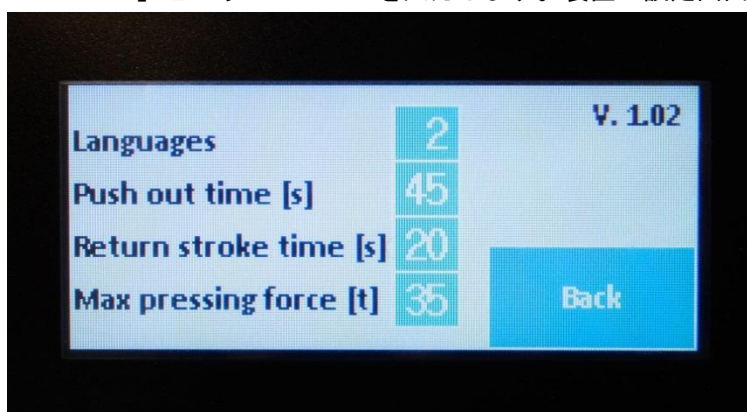 V. 1.02
Languages 2
Push out time [s] 45
Return stroke time [s] 20
Max pressing force [t] 35
Back